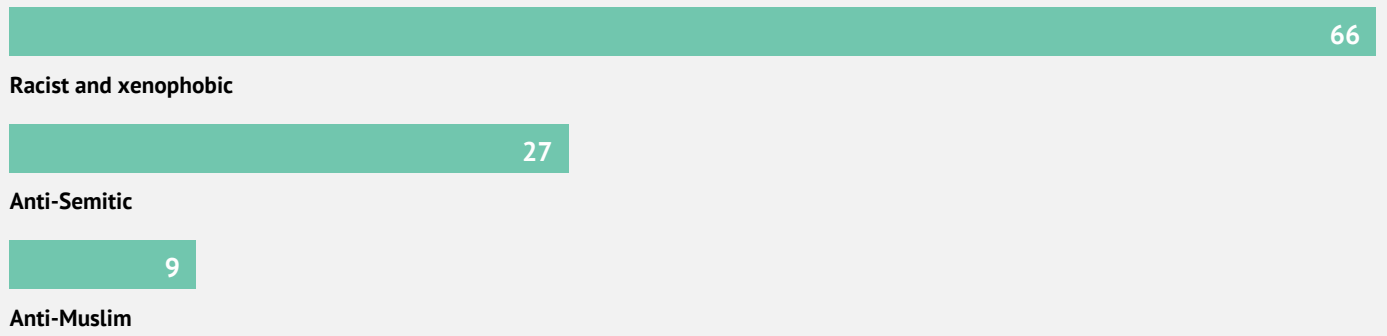 66
Racist and xenophobic
27
Anti-Semitic
9
Anti-Muslim